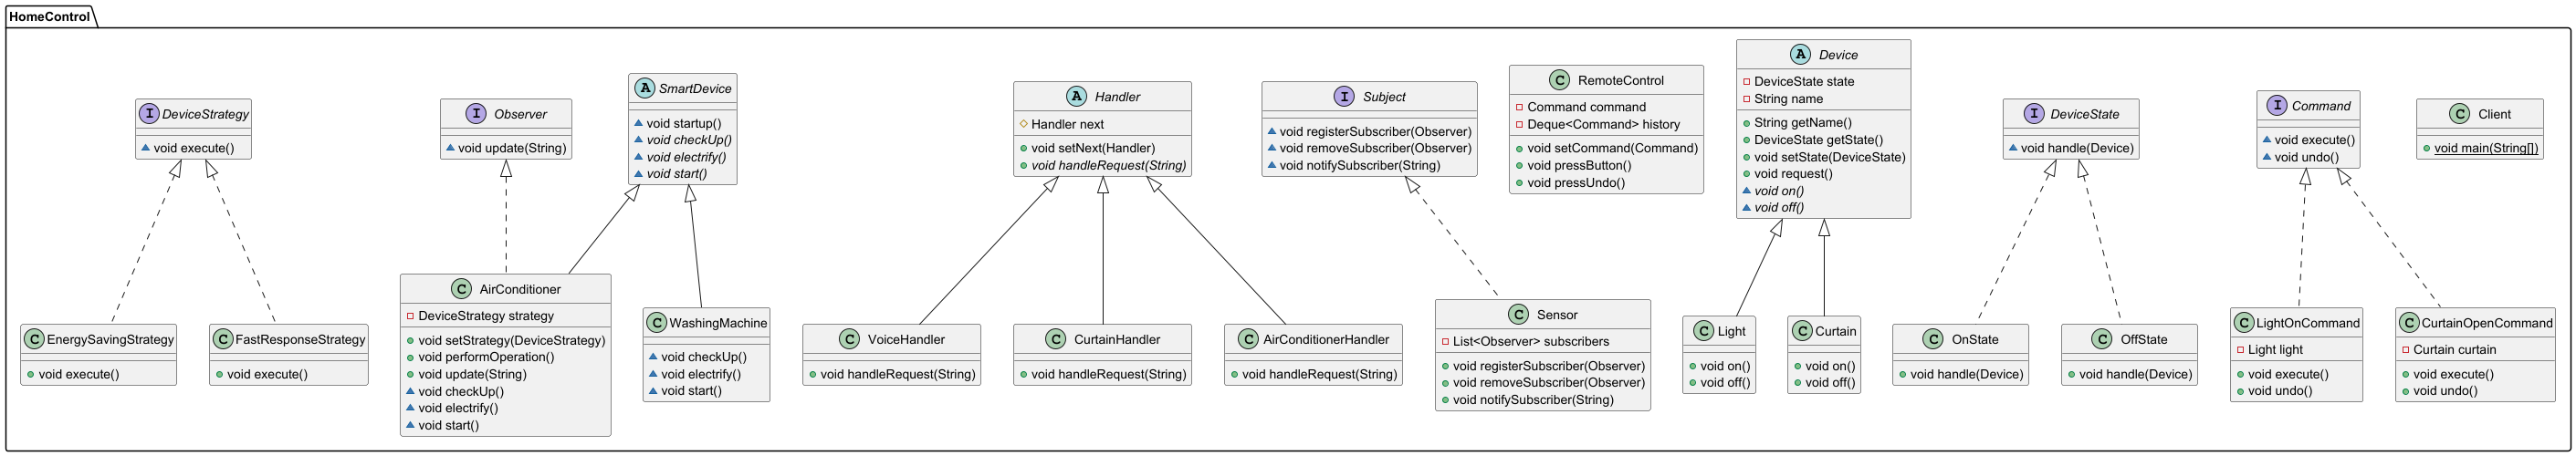 HomeControl
DeviceStrategy
void execute()
Observer
void update(String)
SmartDevice
void startup()
void checkUp()
void electrify()
void start()
Handler
Handler next
void setNext(Handler)
void handleRequest(String)
Subject
void registerSubscriber(Observer)
void removeSubscriber(Observer)
void notifySubscriber(String)
RemoteControl
Command command
Deque<Command> history
void setCommand(Command)
void pressButton()
void pressUndo()
Device
DeviceState state
String name
String getName()
DeviceState getState()
void setState(DeviceState)
void request()
void on()
void off()
DeviceState
void handle(Device)
Command
void execute()
void undo()
Client
void main(String[])
EnergySavingStrategy
void execute()
FastResponseStrategy
void execute()
AirConditioner
DeviceStrategy strategy
void setStrategy(DeviceStrategy)
void performOperation()
void update(String)
void checkUp()
void electrify()
void start()
WashingMachine
void checkUp()
void electrify()
void start()
VoiceHandler
void handleRequest(String)
CurtainHandler
void handleRequest(String)
AirConditionerHandler
void handleRequest(String)
Sensor
List<Observer> subscribers
void registerSubscriber(Observer)
void removeSubscriber(Observer)
void notifySubscriber(String)
Light
void on()
void off()
Curtain
void on()
void off()
OnState
void handle(Device)
OffState
void handle(Device)
LightOnCommand
Light light
void execute()
void undo()
CurtainOpenCommand
Curtain curtain
void execute()
void undo()